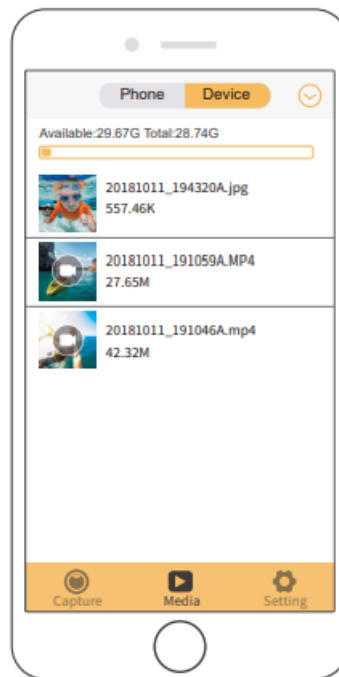 Phone Device
Available:29.67G Total:28.74G
20181011_194320A.jpg
557.46K
20181011_191059A.MP4
27.65M
20181011_191046A.mp4
42.32M
Capture Media Setting